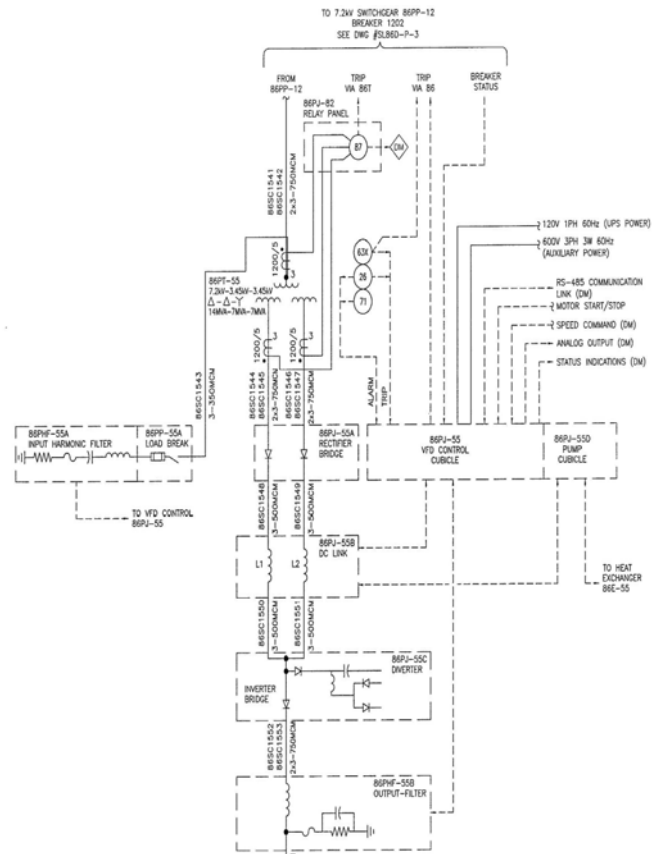 TO 7.2kV SWITCHGEAR 86PP-12
BREAKER 1202
SEE DWG #SL86D-P-3
FROM
86PP-12
TRIP
VIA 86T
TRIP
VIA 86
BREAKER
STATUS
86PJ-82
RELAY PANEL
87
DM
86SC1541
86SC1542
2x3-750MCM
120V 1PH 60Hz (UPS POWER)
600V 3PH 3W 60Hz
(AUXILIARY POWER)
1200/5
3
63X
26
71
86PT-55
7.2kV-3.45kV-3.45kV
Δ-Δ-Y
14MVA-7MVA-7MVA
RS-485 COMMUNICATION
LINK (DM)
MOTOR START/STOP
SPEED COMMAND (DM)
ANALOG OUTPUT (DM)
STATUS INDICATIONS (DM)
1200/5
3
1200/5
3
86SC1543
3-350MCM
86SC1544
86SC1545
2x3-750MCM
86SC1546
86SC1547
2x3-750MCM
ALARM
TRIP
86PHF-55A
INPUT HARMONIC FILTER
86PP-55A
LOAD BREAK
86PJ-55A
RECTIFIER
BRIDGE
86PJ-55
VFD CONTROL
CUBICLE
86PJ-55D
PUMP
CUBICLE
TO VFD CONTROL
86PJ-55
86SC1548
3-500MCM
86SC1549
3-500MCM
86PJ-55B
DC LINK
L1
L2
TO HEAT
EXCHANGER
86E-55
86SC1550
3-500MCM
86SC1551
3-500MCM
86PJ-55C
DIVERTER
INVERTER
BRIDGE
86SC1552
86SC1553
2x3-750MCM
86PHF-55B
OUTPUT-FILTER